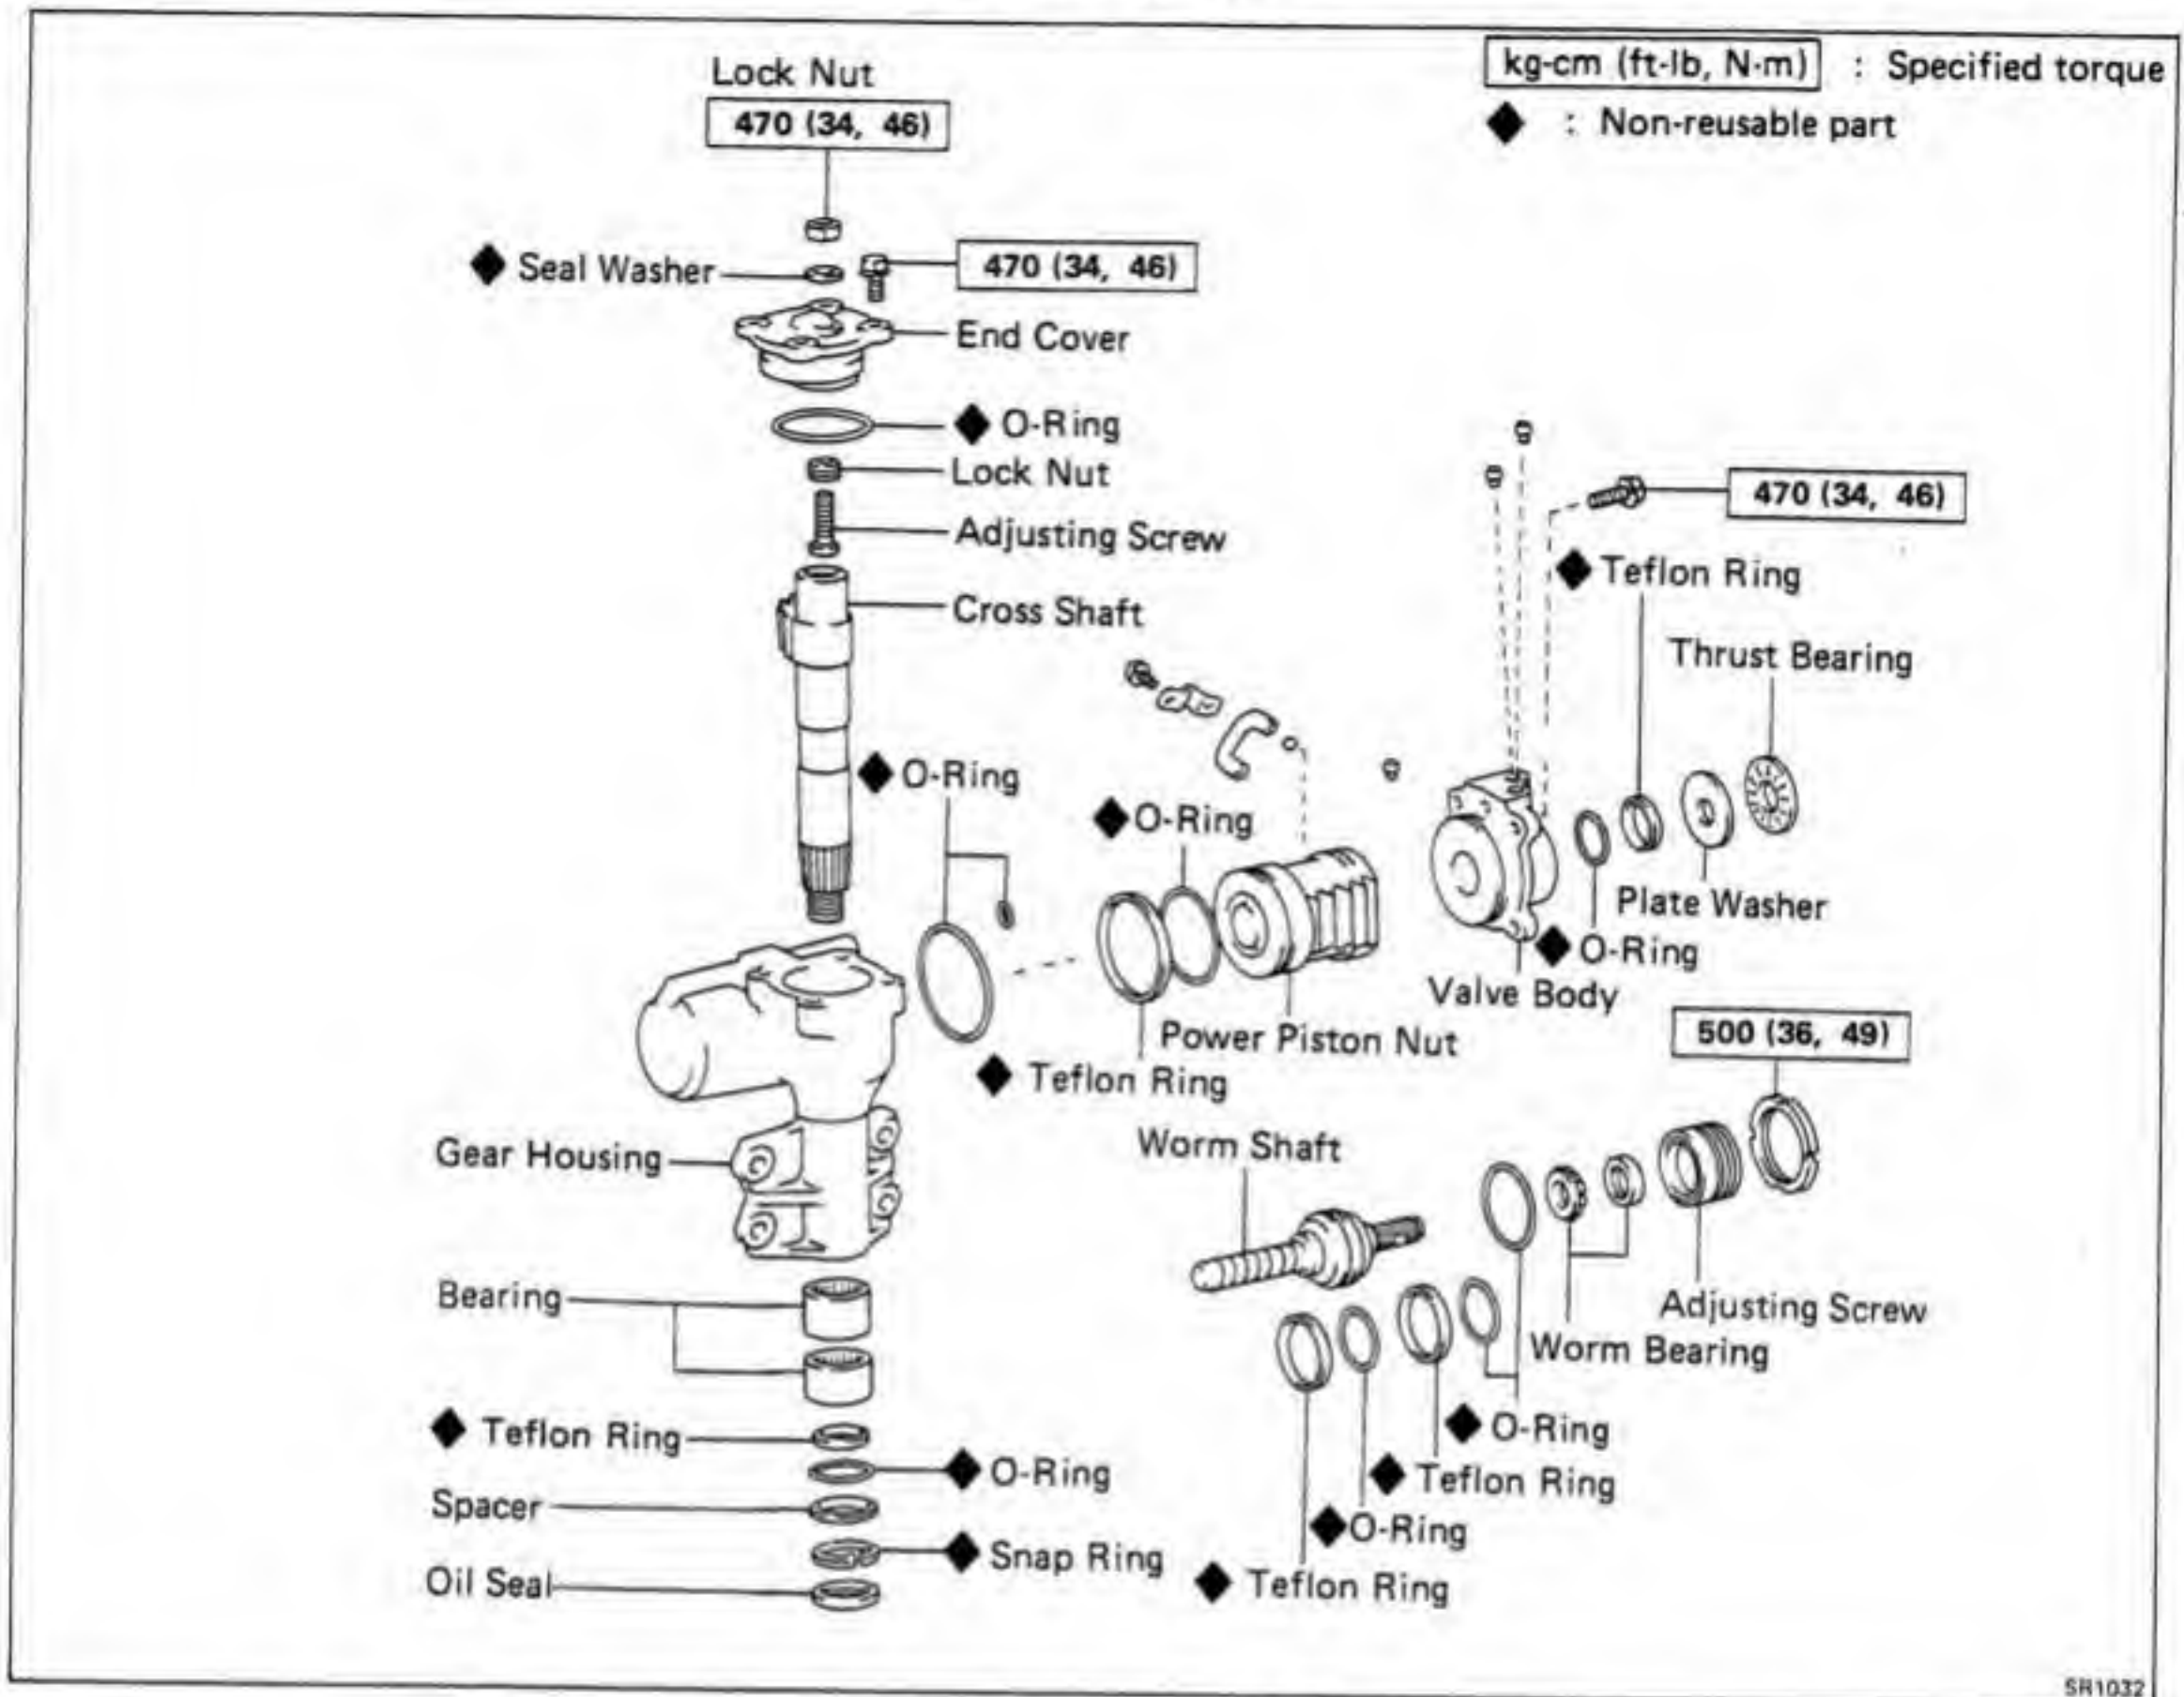 kg-cm (ft-lb, N·m) : Specified torque
◆ : Non-reusable part
Lock Nut
470 (34, 46)
◆ Seal Washer
470 (34, 46)
End Cover
◆ O-Ring
Lock Nut
Adjusting Screw
Cross Shaft
470 (34, 46)
◆ Teflon Ring
Thrust Bearing
◆ O-Ring
◆ O-Ring
Plate Washer
◆ O-Ring
Valve Body
Power Piston Nut
◆ Teflon Ring
500 (36, 49)
Gear Housing
Worm Shaft
Bearing
Adjusting Screw
Worm Bearing
◆ O-Ring
◆ Teflon Ring
◆ O-Ring
◆ Teflon Ring
◆ Teflon Ring
◆ O-Ring
Spacer
◆ Snap Ring
Oil Seal
SR1032